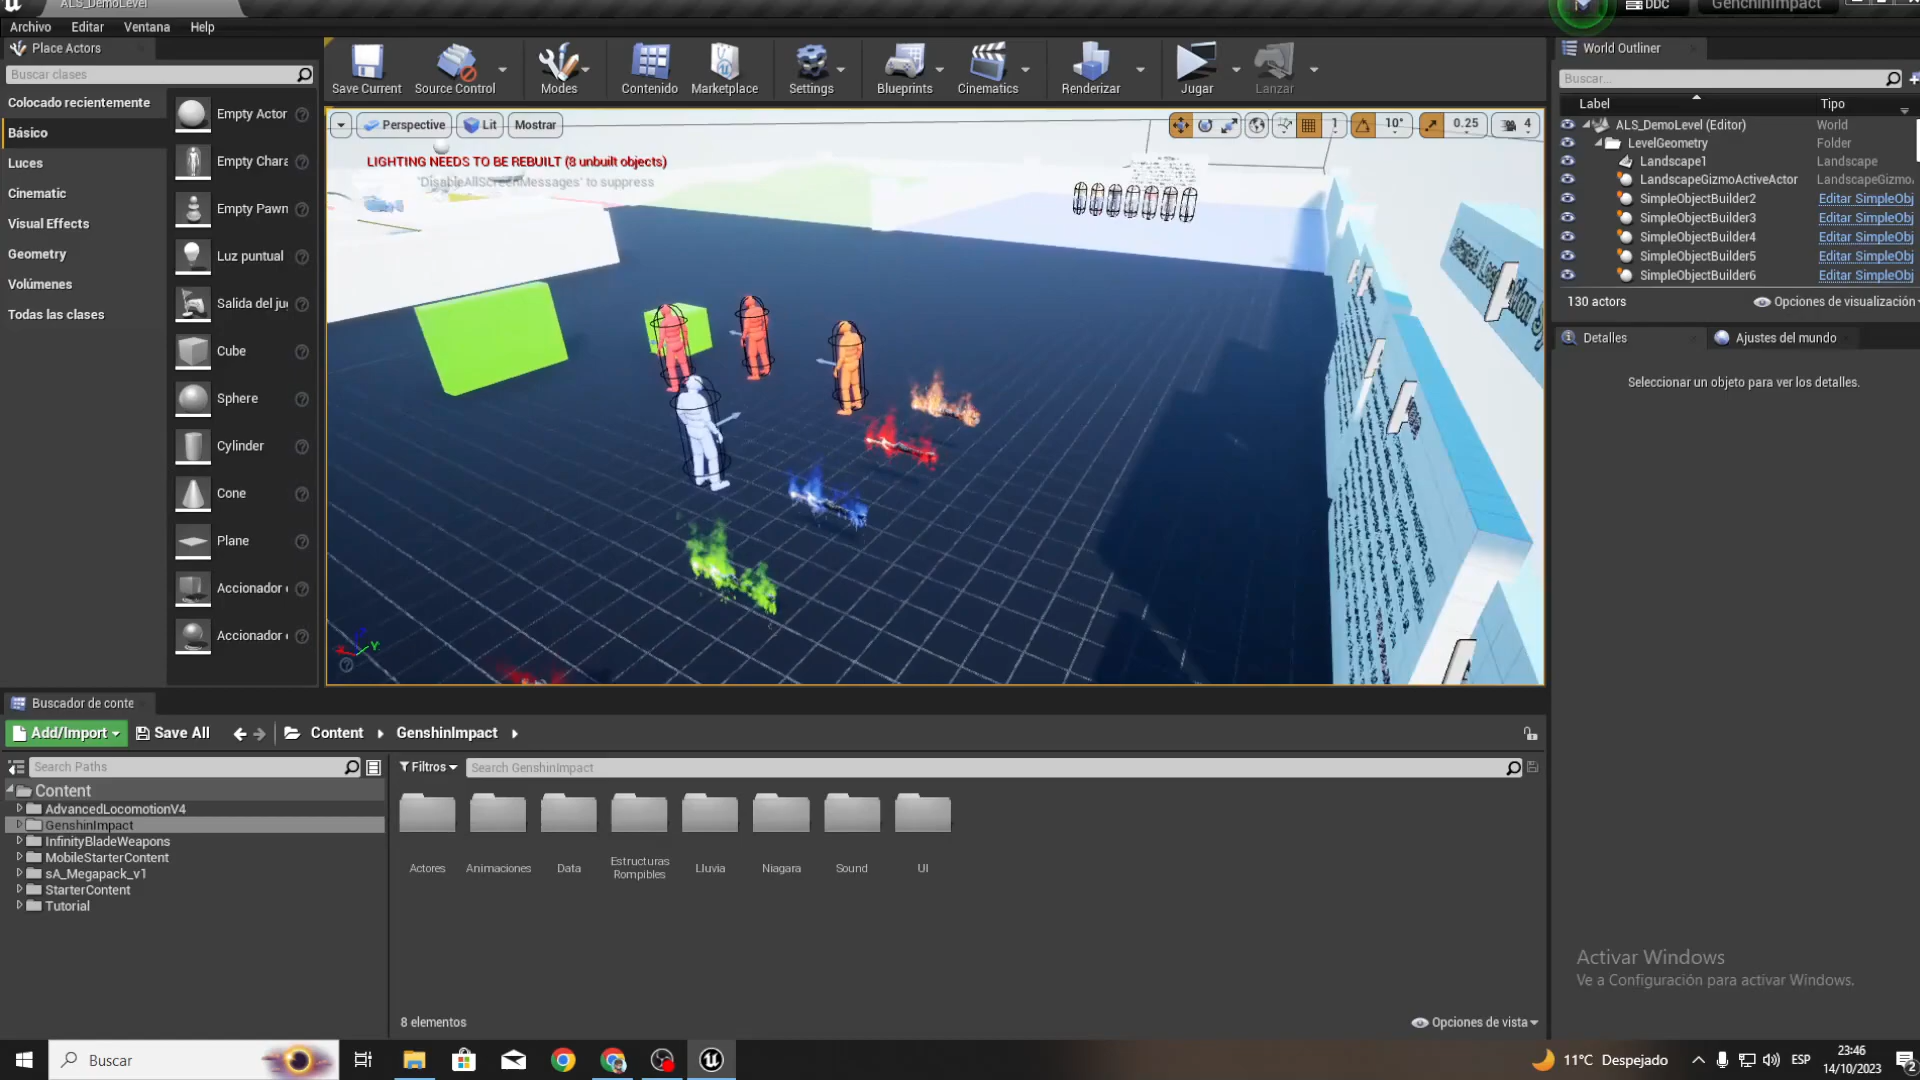 ALS_DemoLevel
DDC
GenchinImpact
Archivo
Editar
Ventana
Help
Place Actors
Buscar clases
Colocado recientemente
Básico
Luces
Cinematic
Visual Effects
Geometry
Volúmenes
Todas las clases
Empty Actor
Empty Chara
Empty Pawn
Luz puntual
Salida del ju
Cube
Sphere
Cylinder
Cone
Plane
Accionador
Accionador
Save Current
Source Control
Modes
Contenido
Marketplace
Settings
Blueprints
Cinematics
Renderizar
Jugar
Lanzar
Perspective
Lit
Mostrar
10°
0.25
4
LIGHTING NEEDS TO BE REBUILT (8 unbuilt objects)
'DisableAllScreenMessages' to suppress
Y
World Outliner
Buscar...
Label
Tipo
ALS_DemoLevel (Editor)
World
LevelGeometry
Folder
Landscape1
Landscape
LandscapeGizmoActiveActor
LandscapeGizmo
SimpleObjectBuilder2
Editar SimpleObj
SimpleObjectBuilder3
Editar SimpleObj
SimpleObjectBuilder4
Editar SimpleObj
SimpleObjectBuilder5
Editar SimpleObj
SimpleObjectBuilder6
Editar SimpleObj
130 actors
Opciones de visualización
Detalles
Ajustes del mundo
Seleccionar un objeto para ver los detalles.
Buscador de conte
Add/Import
Save All
Content
GenshinImpact
Search Paths
Filtros
Search GenshinImpact
Content
AdvancedLocomotionV4
GenshinImpact
InfinityBladeWeapons
MobileStarterContent
sA_Megapack_v1
StarterContent
Tutorial
Actores
Animaciones
Data
Estructuras
Rompibles
Lluvia
Niagara
Sound
UI
8 elementos
Opciones de vista
Activar Windows
Ve a Configuración para activar Windows.
Buscar
11°C Despejado
ESP
23:46
14/10/2023
2